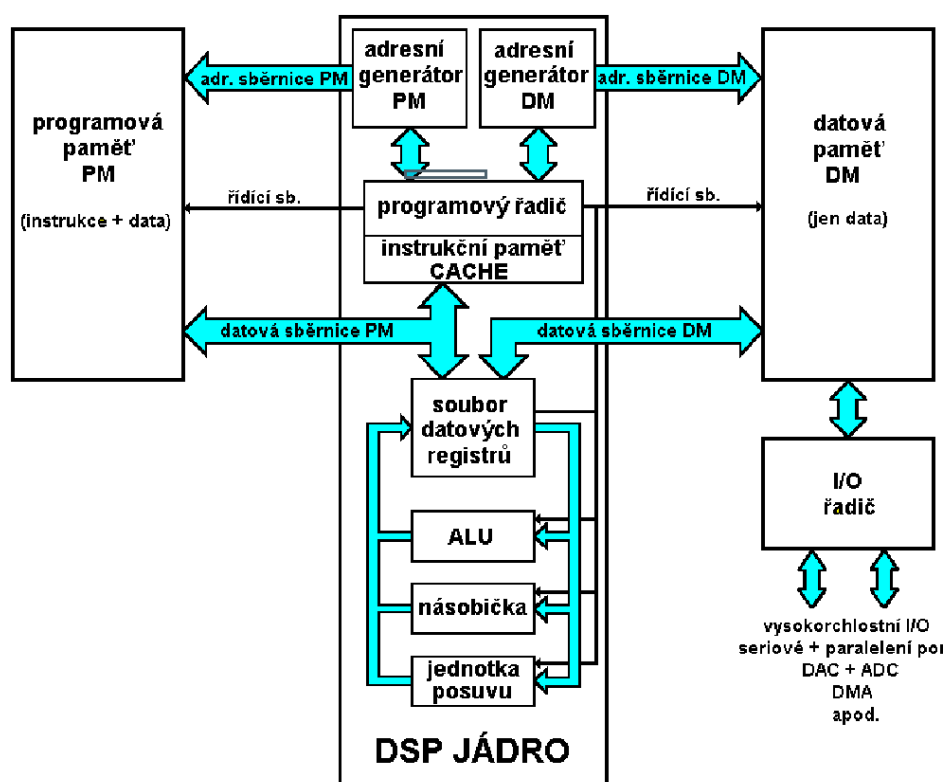 adresní
generátor
PM
adresní
generátor
DM
adr. sběrnice PM
adr. sběrnice DM
programová
paměť
PM
(instrukce + data)
datová
paměť
DM
(jen data)
řídící sb.
programový řadič
řídící sb.
instrukční paměť
CACHE
datová sběrnice PM
datová sběrnice DM
soubor
datových
registrů
I/O
řadič
ALU
násobička
jednotka
posuvu
vysokorchlostní I/O
seriové + paralelení por
DAC + ADC
DMA
apod.
DSP JÁDRO